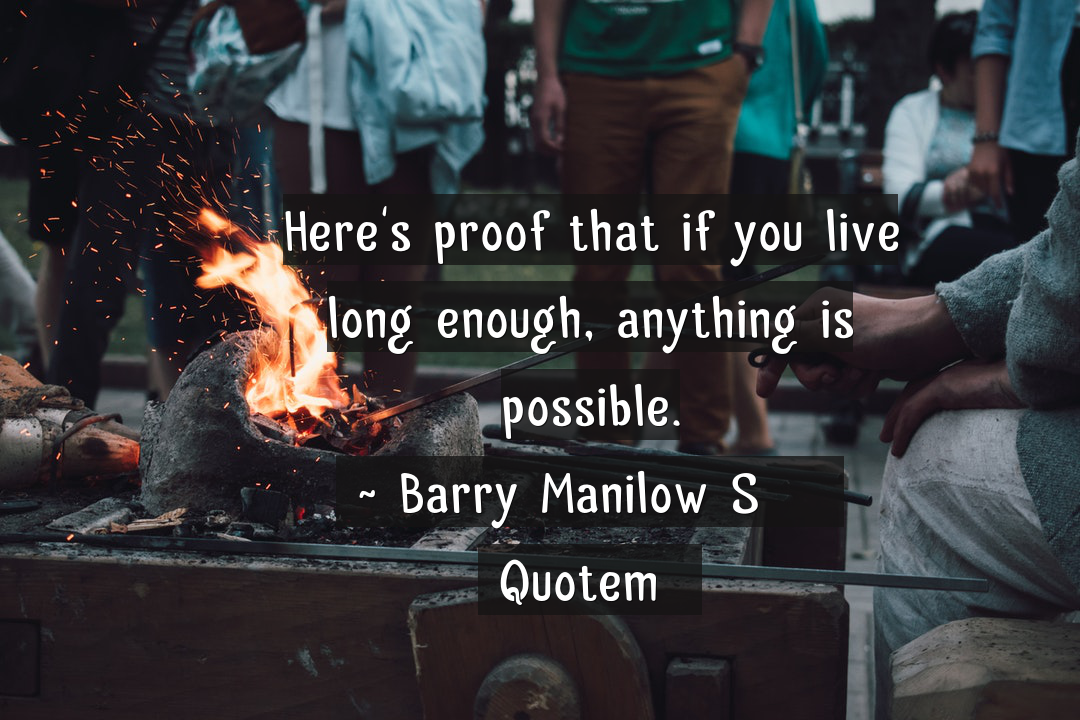 Here's proof that if you live
long enough, anything is
possible.
~ Barry Manilow S
Quotem